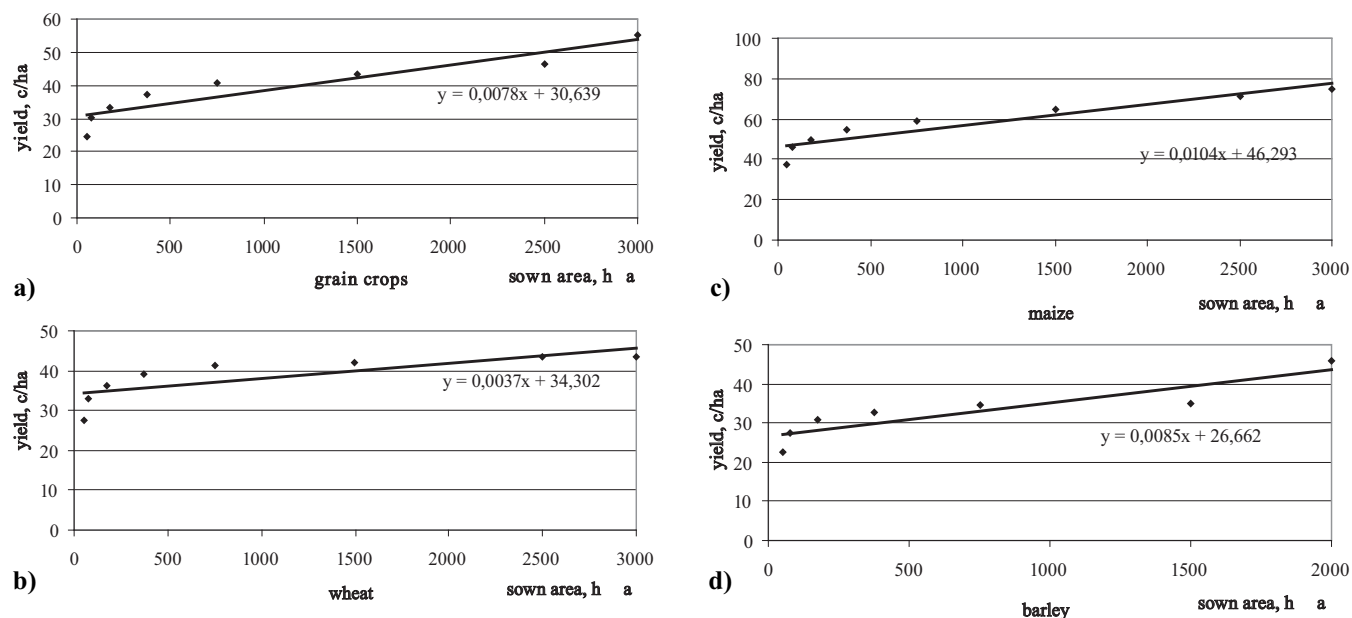 60
50
40
30
20
10
0
yield, c/ha
y = 0,0078x + 30,639
0 500 1000 1500 2000 2500 3000
grain crops
sown area, h a
a)
50
40
30
20
10
0
yield, c/ha
y = 0,0037x + 34,302
0 500 1000 1500 2000 2500 3000
wheat
sown area, h a
b)
100
80
60
40
20
0
yield, c/ha
y = 0,0104x + 46,293
0 500 1000 1500 2000 2500 3000
maize
sown area, h a
c)
50
40
30
20
10
0
yield, c/ha
y = 0,0085x + 26,662
0 500 1000 1500 2000
barley
sown area, h a
d)